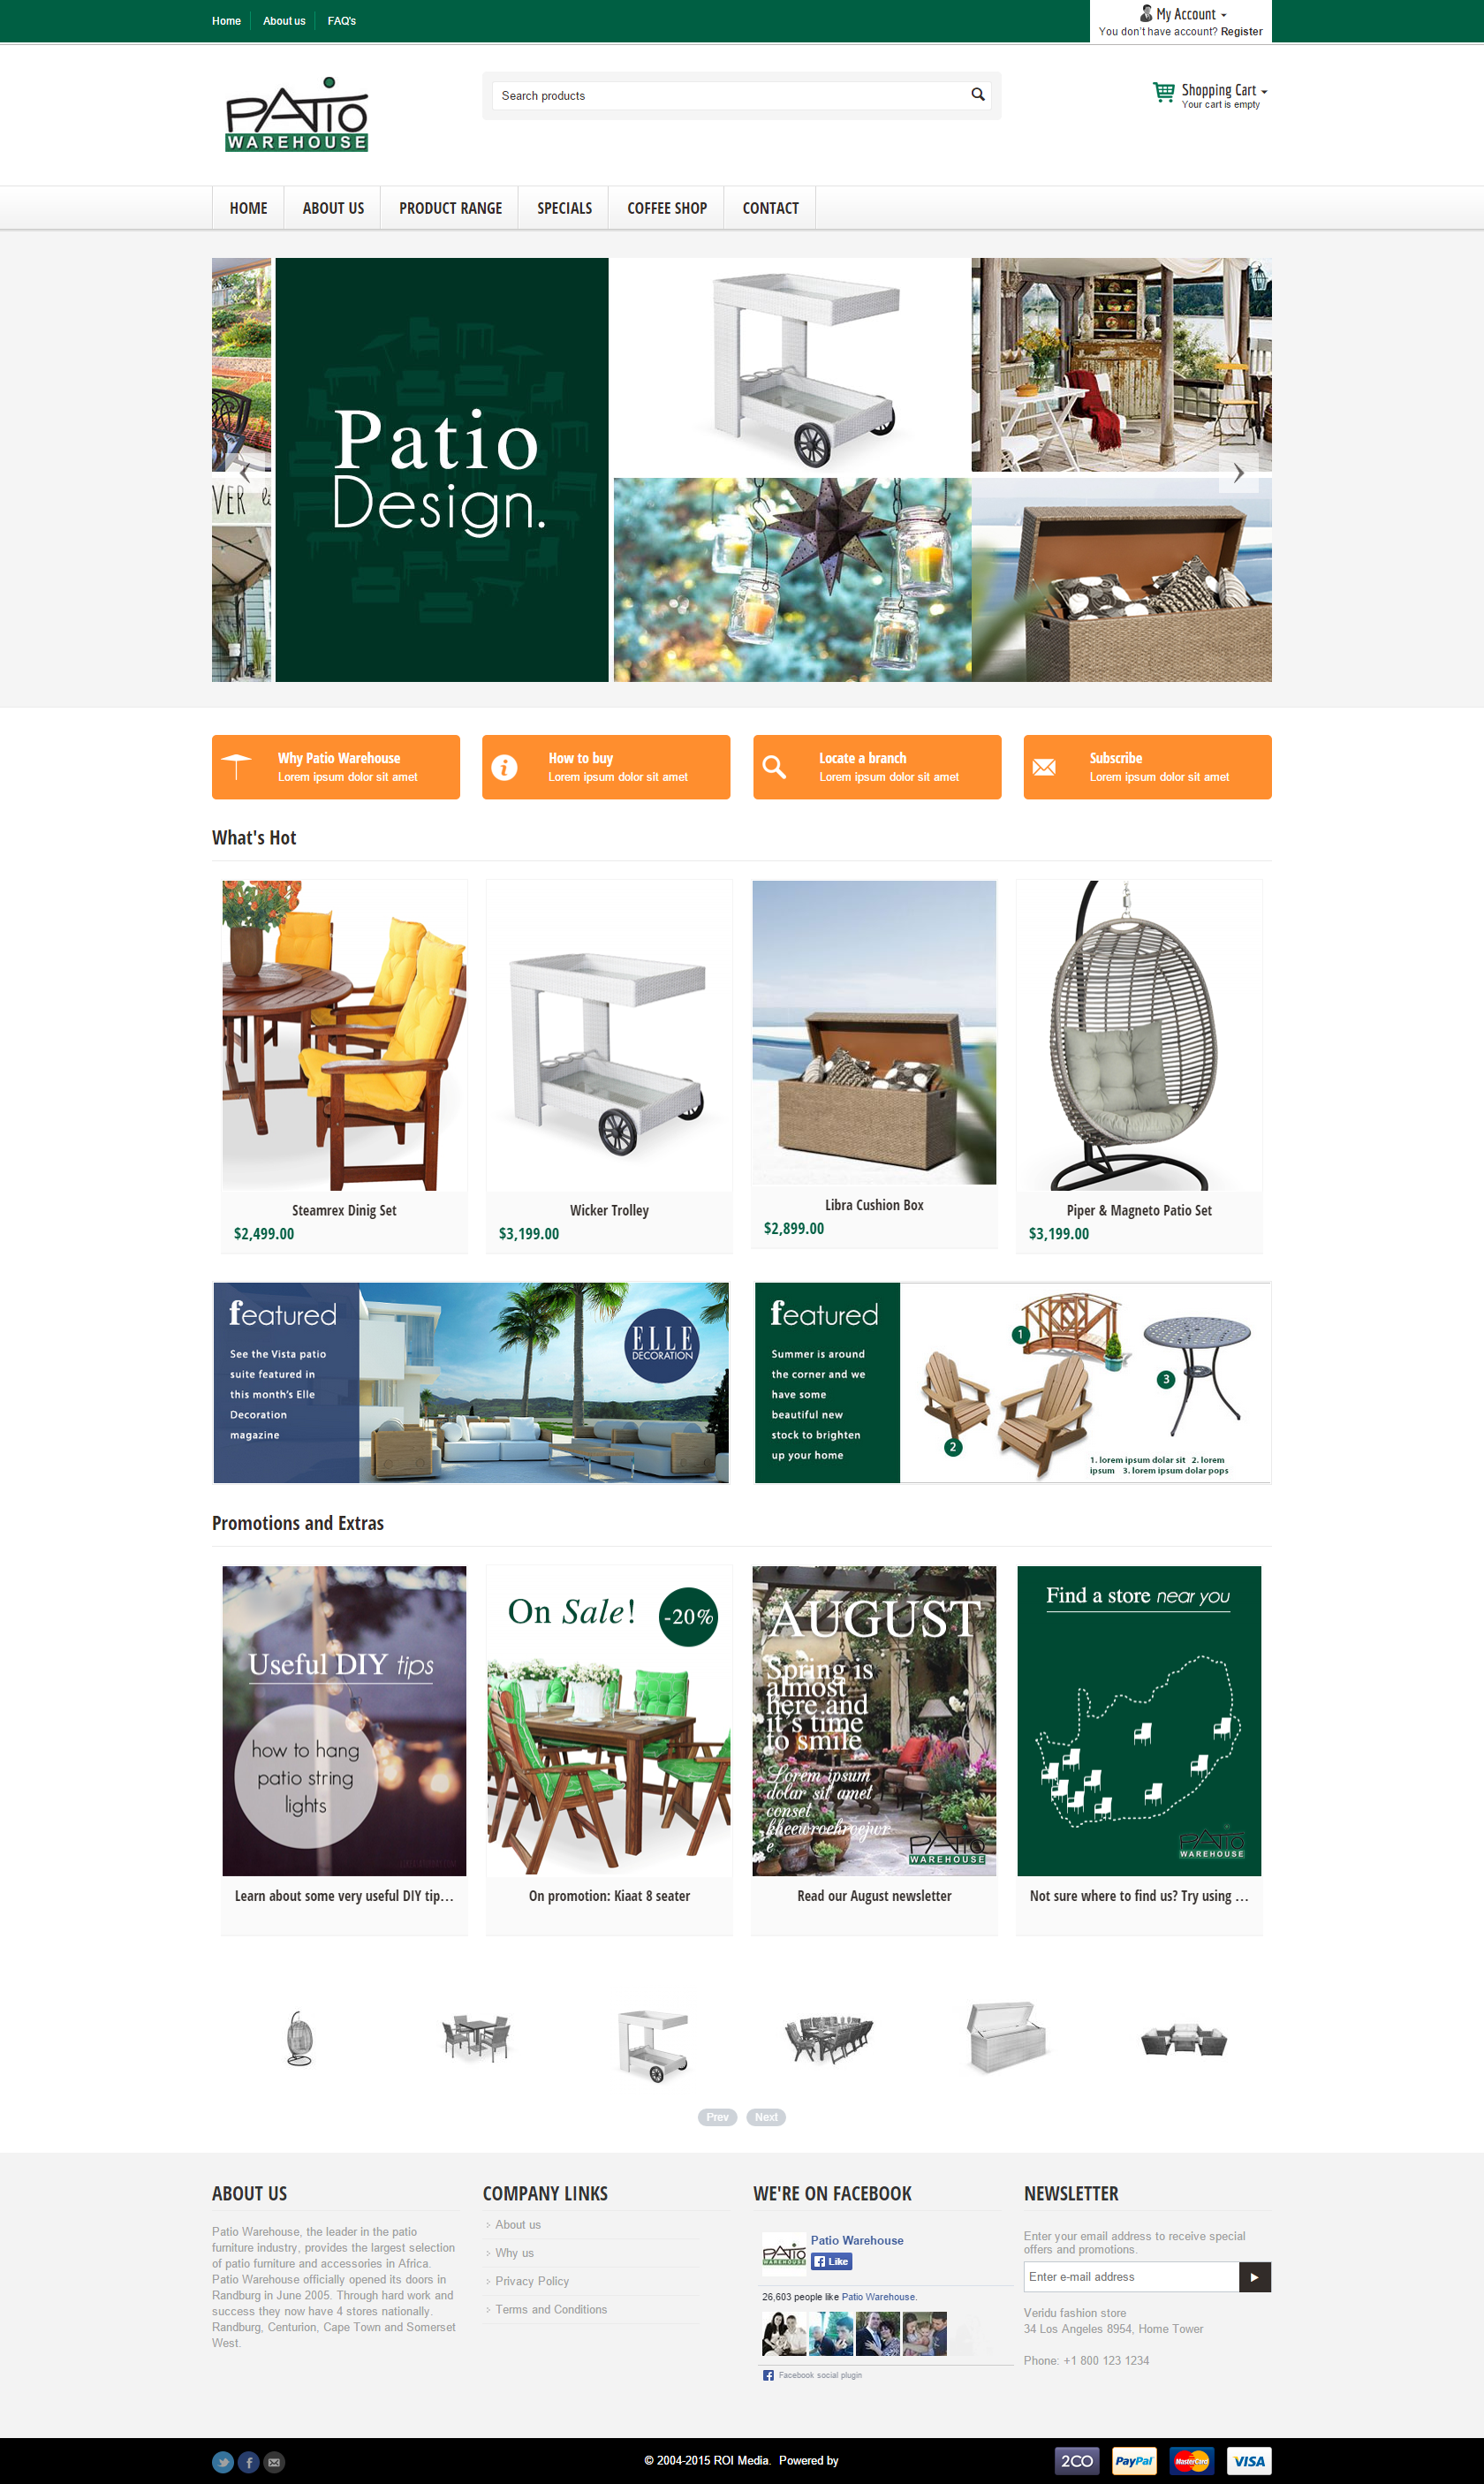 Home
About us
FAQ's
My Account
You don't have account? Register
PATIO
WAREHOUSE
Search products
Shopping Cart
Your cart is empty
HOME
ABOUT US
PRODUCT RANGE
SPECIALS
COFFEE SHOP
CONTACT
VER
Patio
Design.
Why Patio Warehouse
Lorem ipsum dolor sit amet
How to buy
Lorem ipsum dolor sit amet
Locate a branch
Lorem ipsum dolor sit amet
Subscribe
Lorem ipsum dolor sit amet
What's Hot
Steamrex Dinig Set
$2,499.00
Wicker Trolley
$3,199.00
Libra Cushion Box
$2,899.00
Piper & Magneto Patio Set
$3,199.00
featured
See the Vista patio
suite featured in
this month's Elle
Decoration
magazine
ELLE
DECORATION
featured
Summer is around
the corner and we
have some
beautiful new
stock to brighten
up your home
1
2
3
1. lorem ipsum dolar sit 2. lorem
ipsum 3. lorem ipsum dolar pops
Promotions and Extras
Useful DIY tips
how to hang
patio string
lights
Learn about some very useful DIY tip...
On Sale!
-20%
On promotion: Kiaat 8 seater
AUGUST
Spring is
almost
here and
it's time
to smile
Lorem ipsum
dolar sit amet
conset
PATIO
WAREHOUSE
Read our August newsletter
Find a store near you
PATIO
WAREHOUSE
Not sure where to find us? Try using ...
Prev
Next
ABOUT US
Patio Warehouse, the leader in the patio
furniture industry, provides the largest selection
of patio furniture and accessories in Africa.
Patio Warehouse officially opened its doors in
Randburg in June 2005. Through hard work and
success they now have 4 stores nationally.
Randburg, Centurion, Cape Town and Somerset
West.
COMPANY LINKS
About us
Why us
Privacy Policy
Terms and Conditions
WE'RE ON FACEBOOK
PATIO
WAREHOUSE
Patio Warehouse
Like
26,603 people like Patio Warehouse.
Facebook social plugin
NEWSLETTER
Enter your email address to receive special
offers and promotions.
Enter e-mail address
Veridu fashion store
34 Los Angeles 8954, Home Tower
Phone: +1 800 123 1234
© 2004-2015 ROI Media. Powered by
2CO
PayPal
MasterCard
VISA